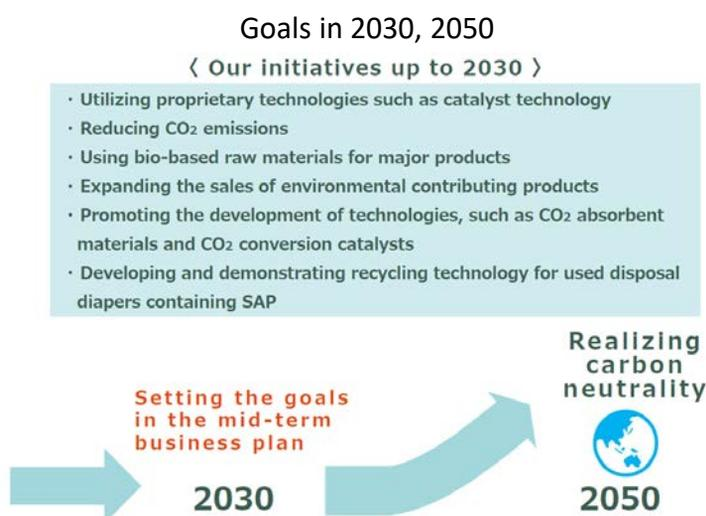 Goals in 2030, 2050
〈 Our initiatives up to 2030 〉
・Utilizing proprietary technologies such as catalyst technology
・Reducing CO₂ emissions
・Using bio-based raw materials for major products
・Expanding the sales of environmental contributing products
・Promoting the development of technologies, such as CO₂ absorbent
materials and CO₂ conversion catalysts
・Developing and demonstrating recycling technology for used disposal
diapers containing SAP
Setting the goals
in the mid-term
business plan
2030
Realizing
carbon
neutrality
2050